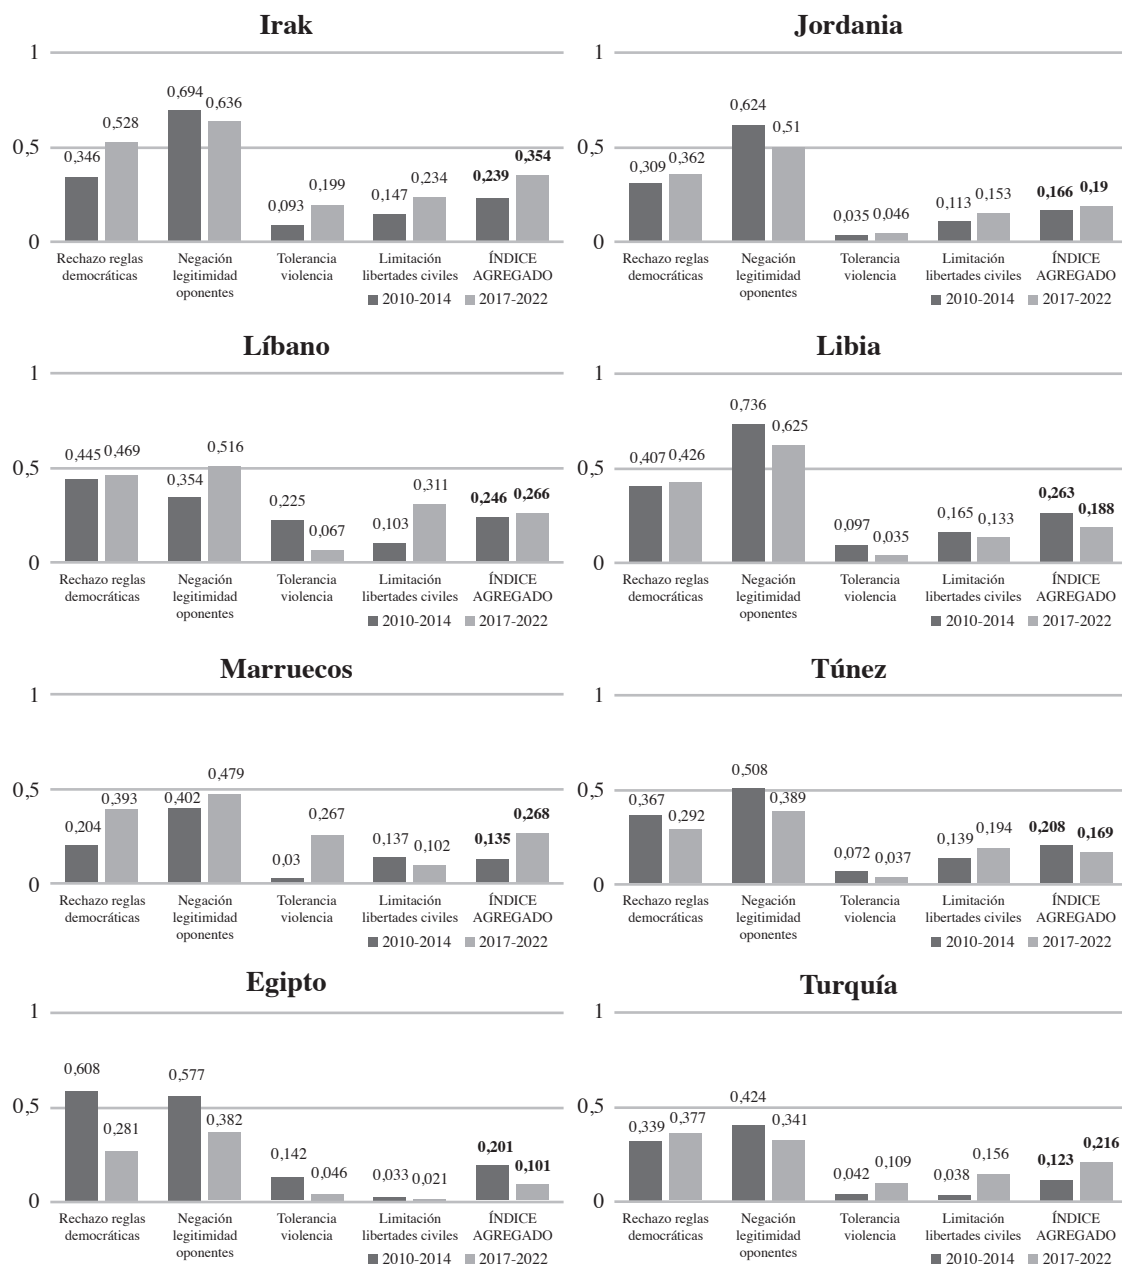 Irak
1
0,5
0
0,346
0,528
0,694
0,636
0,093
0,199
0,147
0,234
0,239
0,354
Rechazo reglas
democráticas
Negación
legitimidad
oponentes
Tolerancia
violencia
Limitación
libertades civiles
ÍNDICE
AGREGADO
2010-2014
2017-2022
Jordania
1
0,5
0
0,309
0,362
0,624
0,51
0,035
0,046
0,113
0,153
0,166
0,19
Rechazo reglas
democráticas
Negación
legitimidad
oponentes
Tolerancia
violencia
Limitación
libertades civiles
ÍNDICE
AGREGADO
2010-2014
2017-2022
Líbano
1
0,5
0
0,445
0,469
0,354
0,516
0,225
0,067
0,103
0,311
0,246
0,266
Rechazo reglas
democráticas
Negación
legitimidad
oponentes
Tolerancia
violencia
Limitación
libertades civiles
ÍNDICE
AGREGADO
2010-2014
2017-2022
Libia
1
0,5
0
0,407
0,426
0,736
0,625
0,097
0,035
0,165
0,133
0,263
0,188
Rechazo reglas
democráticas
Negación
legitimidad
oponentes
Tolerancia
violencia
Limitación
libertades civiles
ÍNDICE
AGREGADO
2010-2014
2017-2022
Marruecos
1
0,5
0
0,204
0,393
0,402
0,479
0,03
0,267
0,137
0,102
0,135
0,268
Rechazo reglas
democráticas
Negación
legitimidad
oponentes
Tolerancia
violencia
Limitación
libertades civiles
ÍNDICE
AGREGADO
2010-2014
2017-2022
Túnez
1
0,5
0
0,367
0,292
0,508
0,389
0,072
0,037
0,139
0,194
0,208
0,169
Rechazo reglas
democráticas
Negación
legitimidad
oponentes
Tolerancia
violencia
Limitación
libertades civiles
ÍNDICE
AGREGADO
2010-2014
2017-2022
Egipto
1
0,5
0
0,608
0,281
0,577
0,382
0,142
0,046
0,033
0,021
0,201
0,101
Rechazo reglas
democráticas
Negación
legitimidad
oponentes
Tolerancia
violencia
Limitación
libertades civiles
ÍNDICE
AGREGADO
2010-2014
2017-2022
Turquía
1
0,5
0
0,339
0,377
0,424
0,341
0,042
0,109
0,038
0,156
0,123
0,216
Rechazo reglas
democráticas
Negación
legitimidad
oponentes
Tolerancia
violencia
Limitación
libertades civiles
ÍNDICE
AGREGADO
2010-2014
2017-2022